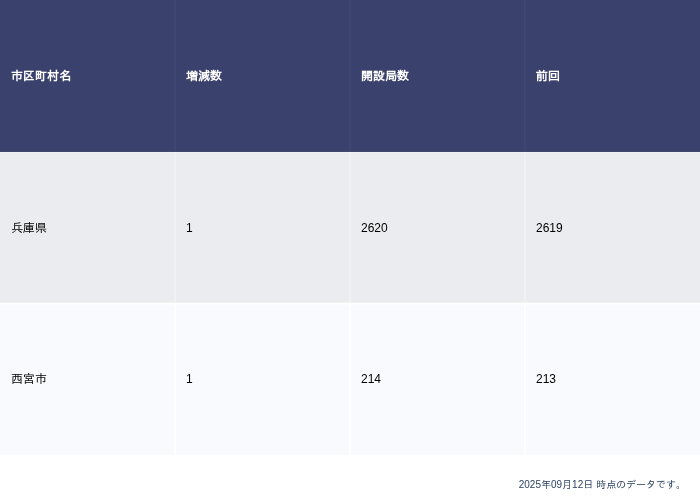 市区町村名 増減数 開設局数 前回
兵庫県 1 2620 2619
西宮市 1 214 213
2025年09月12日 時点のデータです。